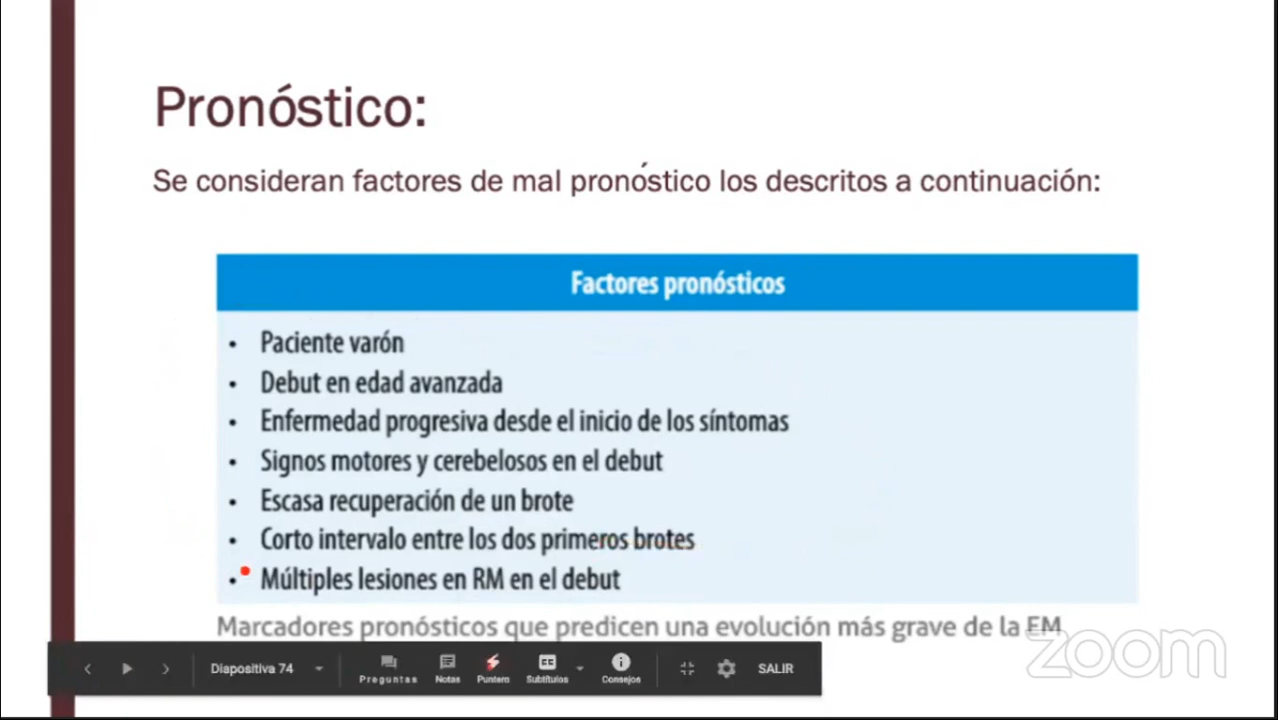 Pronóstico:
Se consideran factores de mal pronóstico los descritos a continuación:
Factores pronósticos
• Paciente varón
• Debut en edad avanzada
• Enfermedad progresiva desde el inicio de los síntomas
• Signos motores y cerebelosos en el debut
• Escasa recuperación de un brote
• Corto intervalo entre los dos primeros brotes
• Múltiples lesiones en RM en el debut
Marcadores pronósticos que predicen una evolución más grave de la EM
zoom
Diapositiva 74
Preguntas Notas Puntero Subtítulos Consejos
SALIR